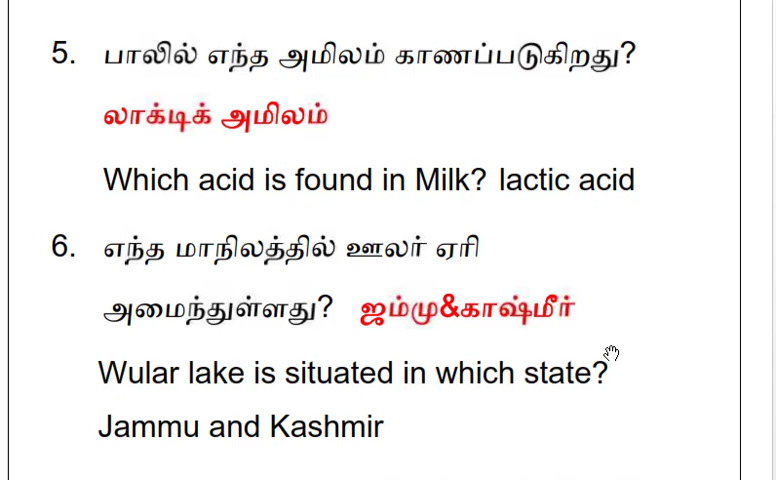 5. பாலில் எந்த அமிலம் காணப்படுகிறது?
லாக்டிக் அமிலம்
Which acid is found in Milk? lactic acid
6. எந்த மாநிலத்தில் ஊலர் ஏரி
அமைந்துள்ளது? ஜம்மு&காஷ்மீர்
Wular lake is situated in which state?
Jammu and Kashmir